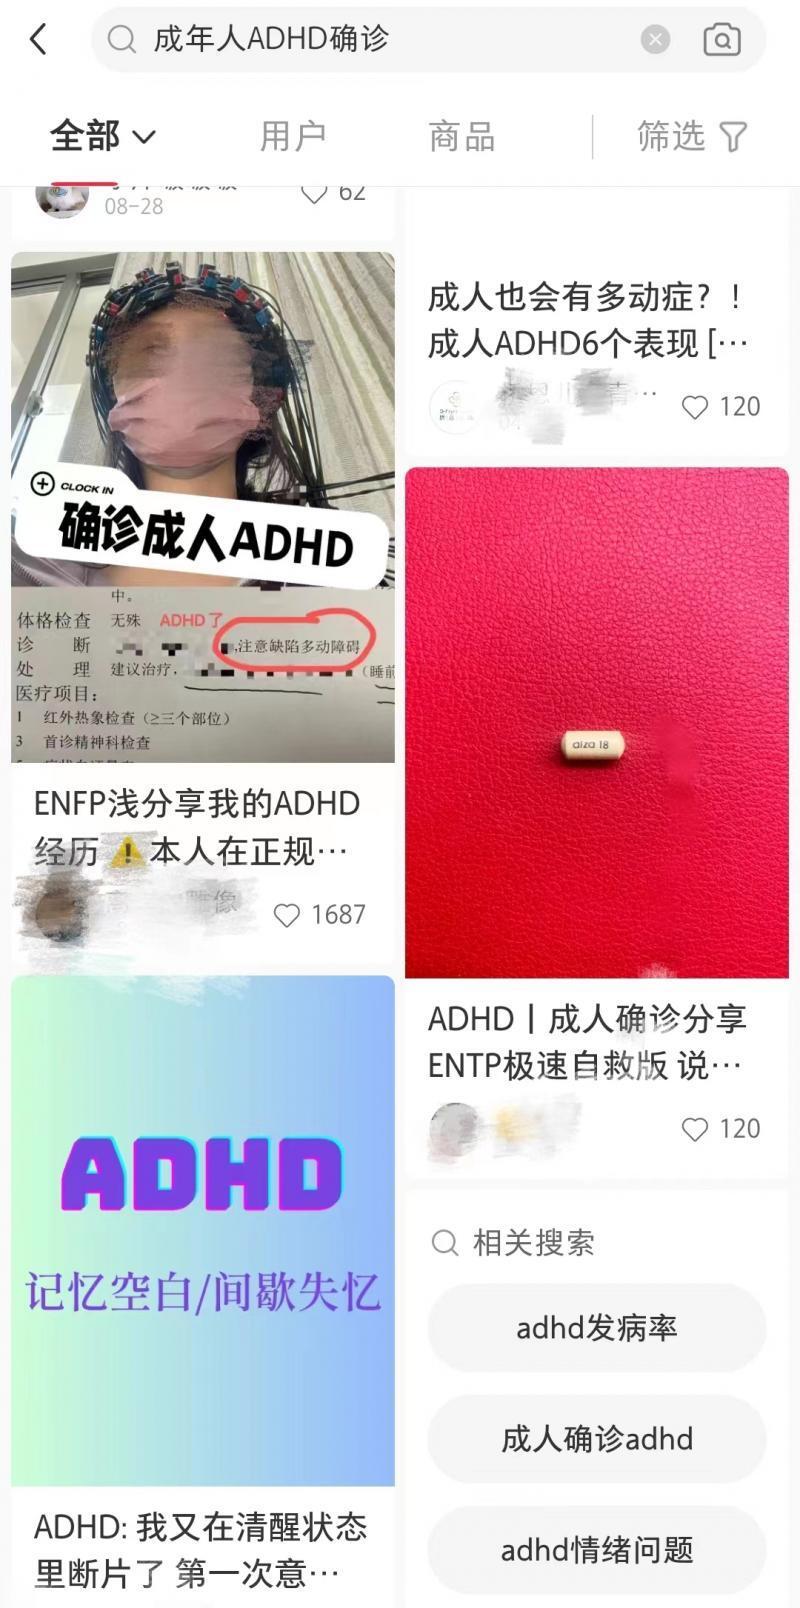 成年人ADHD确诊
全部
用户
商品
筛选
08-28
62
CLOCK IN
确诊成人ADHD
中。
体格检查 无殊 ADHD了
诊 断 ,注意缺陷多动障碍
处 理 建议治疗, (睡前
医疗项目:
1 红外热象检查(≥三个部位)
3 首诊精神科检查
ENFP浅分享我的ADHD
经历⚠️本人在正规…
1687
ADHD
记忆空白/间歇失忆
ADHD: 我又在清醒状态
里断片了 第一次意…
成人也会有多动症?!
成人ADHD6个表现 […
120
alza 18
ADHD丨成人确诊分享
ENTP极速自救版 说…
120
相关搜索
adhd发病率
成人确诊adhd
adhd情绪问题